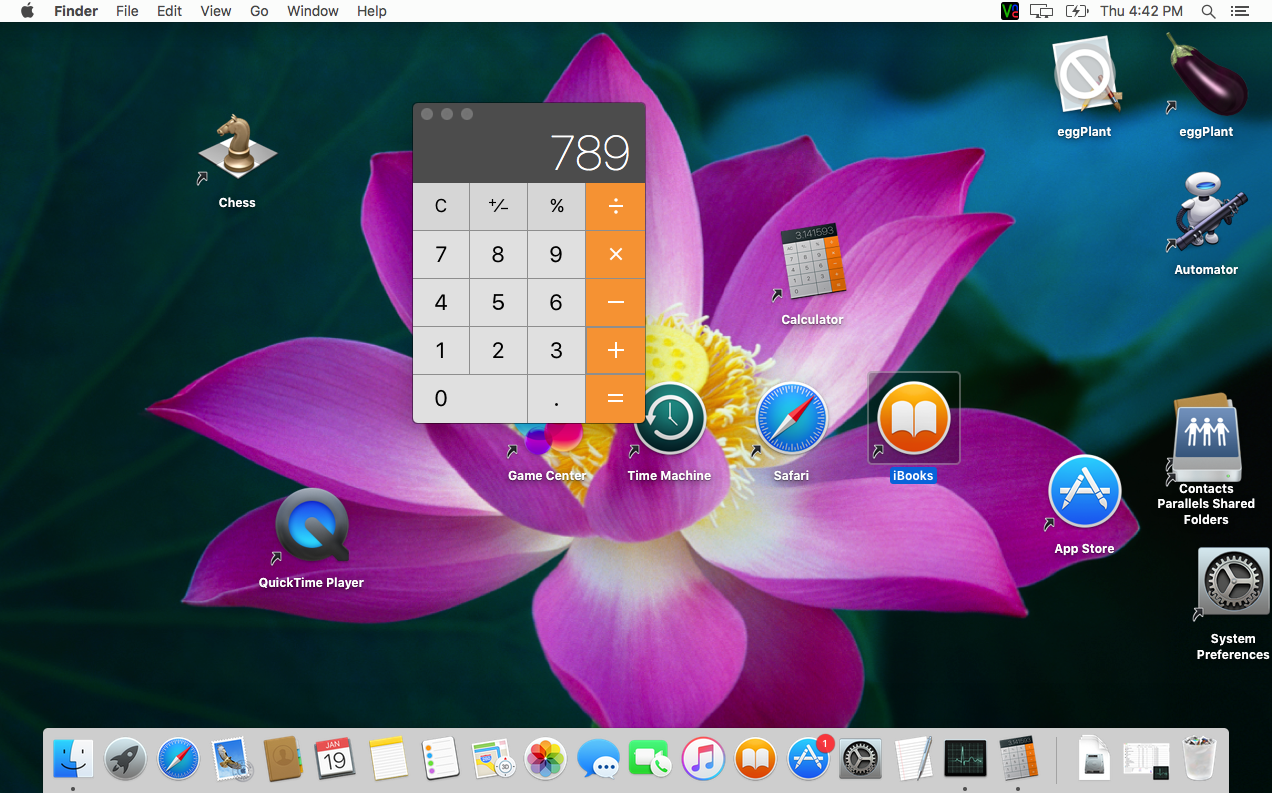 Finder File Edit View Go Window Help Thu 4:42 PM
eggPlant
eggPlant
Chess
789
C +/− % ÷
7 8 9 ×
4 5 6 −
1 2 3 +
0 . =
3.141593
Calculator
Automator
Game Center
Time Machine
Safari
iBooks
Contacts
Parallels Shared
Folders
App Store
QuickTime Player
System
Preferences
JAN
19
3D
1